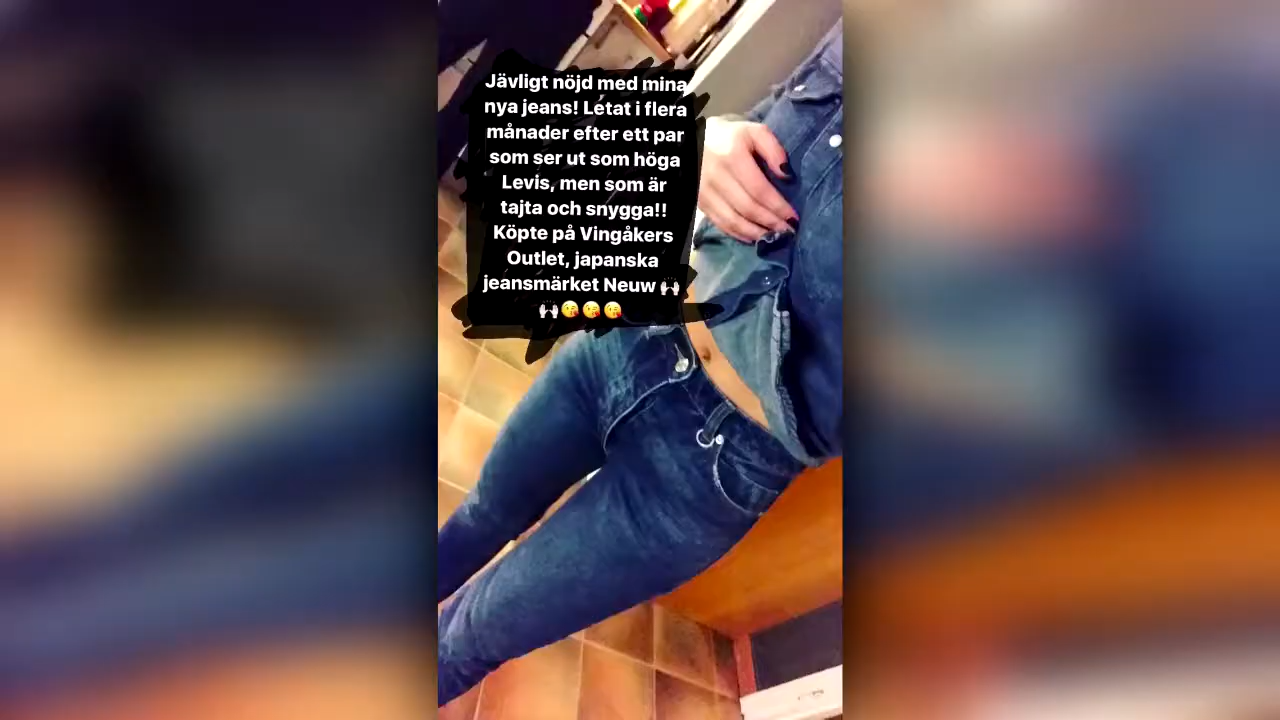 Jävligt nöjd med mina
nya jeans! Letat i flera
månader efter ett par
som ser ut som höga
Levis, men som är
tajta och snygga!!
Köpte på Vingåkers
Outlet, japanska
jeansmärket Neuw 🙌🏻
🙌🏻😘😘😘